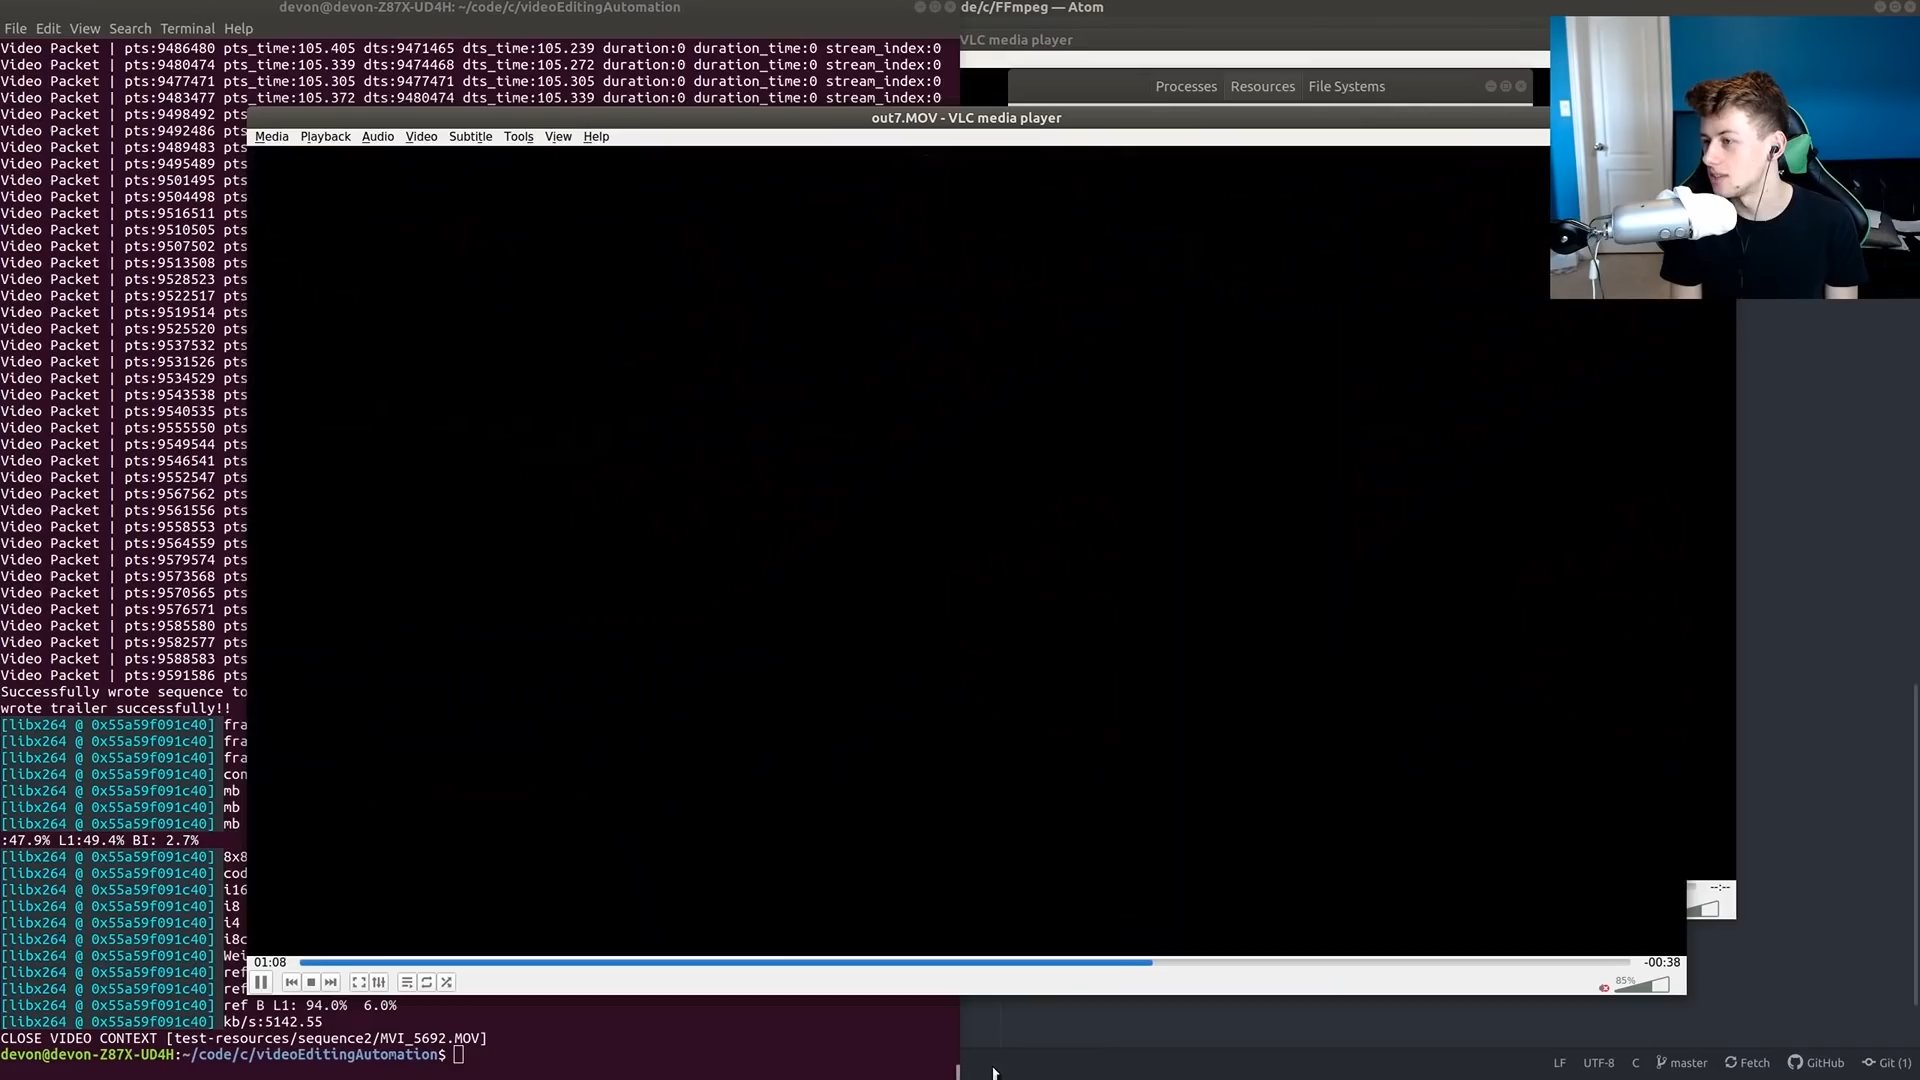 devon@devon-Z87X-UD4H: ~/code/c/videoEditingAutomation
de/c/FFmpeg — Atom
File Edit View Search Terminal Help
VLC media player
Processes Resources File Systems
Video Packet | pts:9486480 pts_time:105.405 dts:9471465 dts_time:105.239 duration:0 duration_time:0 stream_index:0
Video Packet | pts:9480474 pts_time:105.339 dts:9474468 dts_time:105.272 duration:0 duration_time:0 stream_index:0
Video Packet | pts:9477471 pts_time:105.305 dts:9477471 dts_time:105.305 duration:0 duration_time:0 stream_index:0
Video Packet | pts:9483477 pts_time:105.372 dts:9480474 dts_time:105.339 duration:0 duration_time:0 stream_index:0
Video Packet | pts:9498492 pts
Video Packet | pts:9492486 pts
Video Packet | pts:9489483 pts
Video Packet | pts:9495489 pts
Video Packet | pts:9501495 pts
Video Packet | pts:9504498 pts
Video Packet | pts:9516511 pts
Video Packet | pts:9510505 pts
Video Packet | pts:9507502 pts
Video Packet | pts:9513508 pts
Video Packet | pts:9528523 pts
Video Packet | pts:9522517 pts
Video Packet | pts:9519514 pts
Video Packet | pts:9525520 pts
Video Packet | pts:9537532 pts
Video Packet | pts:9531526 pts
Video Packet | pts:9534529 pts
Video Packet | pts:9543538 pts
Video Packet | pts:9540535 pts
Video Packet | pts:9555550 pts
Video Packet | pts:9549544 pts
Video Packet | pts:9546541 pts
Video Packet | pts:9552547 pts
Video Packet | pts:9567562 pts
Video Packet | pts:9561556 pts
Video Packet | pts:9558553 pts
Video Packet | pts:9564559 pts
Video Packet | pts:9579574 pts
Video Packet | pts:9573568 pts
Video Packet | pts:9570565 pts
Video Packet | pts:9576571 pts
Video Packet | pts:9585580 pts
Video Packet | pts:9582577 pts
Video Packet | pts:9588583 pts
Video Packet | pts:9591586 pts
Successfully wrote sequence to
wrote trailer successfully!!
[libx264 @ 0x55a59f091c40] fra
[libx264 @ 0x55a59f091c40] fra
[libx264 @ 0x55a59f091c40] fra
[libx264 @ 0x55a59f091c40] con
[libx264 @ 0x55a59f091c40] mb
[libx264 @ 0x55a59f091c40] mb
[libx264 @ 0x55a59f091c40] mb
:47.9% L1:49.4% BI: 2.7%
[libx264 @ 0x55a59f091c40] 8x8
[libx264 @ 0x55a59f091c40] cod
[libx264 @ 0x55a59f091c40] i16
[libx264 @ 0x55a59f091c40] i8
[libx264 @ 0x55a59f091c40] i4
[libx264 @ 0x55a59f091c40] i8c
[libx264 @ 0x55a59f091c40] Wei
[libx264 @ 0x55a59f091c40] ref
[libx264 @ 0x55a59f091c40] ref
[libx264 @ 0x55a59f091c40] ref B L1: 94.0% 6.0%
[libx264 @ 0x55a59f091c40] kb/s:5142.55
CLOSE VIDEO CONTEXT [test-resources/sequence2/MVI_5692.MOV]
devon@devon-Z87X-UD4H:~/code/c/videoEditingAutomation$
out7.MOV - VLC media player
Media Playback Audio Video Subtitle Tools View Help
01:08
-00:38
85%
--:--
LF UTF-8 C master Fetch GitHub Git (1)